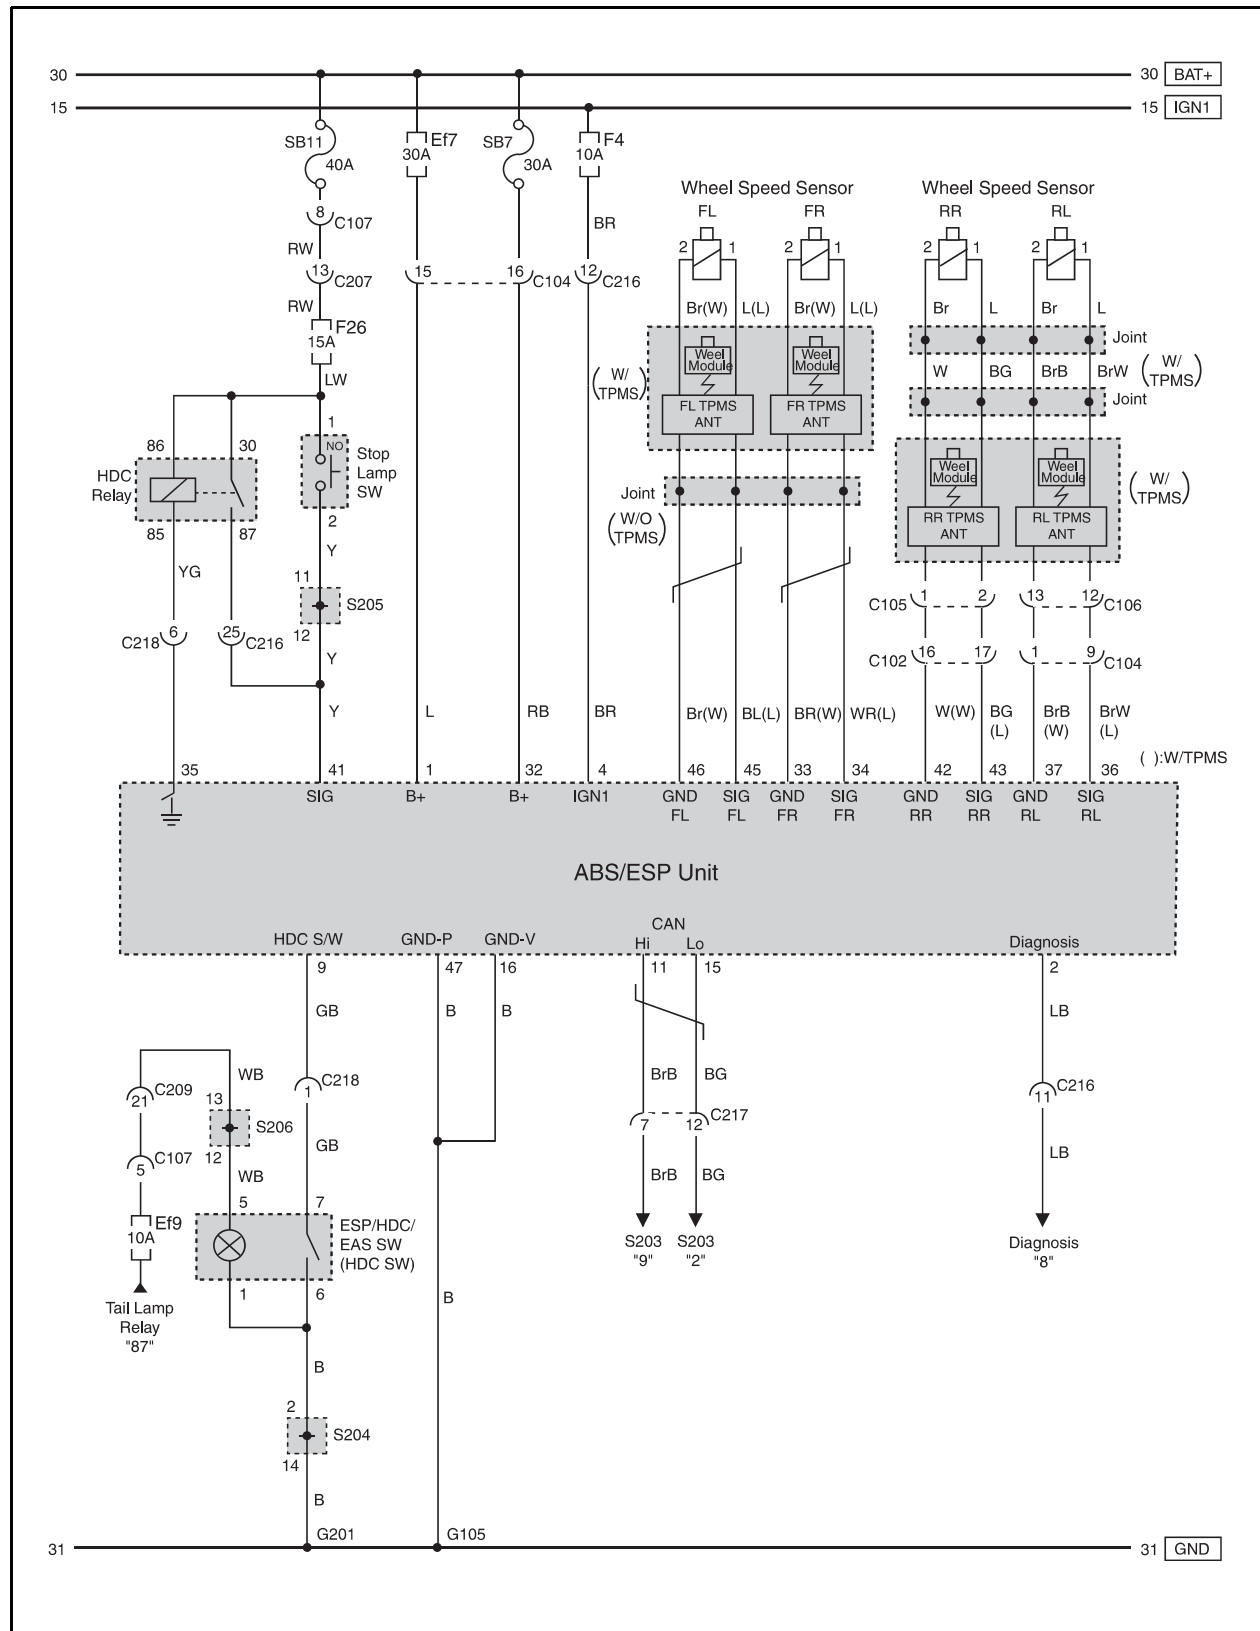 30
30 BAT+
15
15 IGN1
SB11
40A
Ef7
30A
SB7
30A
F4
10A
Wheel Speed Sensor
Wheel Speed Sensor
FL
FR
RR
RL
8
C107
BR
2
1
2
1
2
1
2
1
RW
13
C207
15
16
C104
12
C216
RW
F26
15A
Br(W)
L(L)
Br(W)
L(L)
Br
L
Br
L
Joint
Weel
Module
Weel
Module
W
BG
BrB
BrW
(W/
TPMS)
LW
(W/
TPMS)
FL TPMS
ANT
FR TPMS
ANT
Joint
86
30
1
NO
Stop
Lamp
SW
HDC
Relay
Weel
Module
Weel
Module
(W/
TPMS)
Joint
85
87
2
(W/O
TPMS)
RR TPMS
ANT
RL TPMS
ANT
Y
YG
11
S205
12
C105
1
2
13
12
C106
C218
6
25
C216
Y
C102
16
17
1
9
C104
Y
L
RB
BR
Br(W)
BL(L)
BR(W)
WR(L)
W(W)
BG
(L)
BrB
(W)
BrW
(L)
( ):W/TPMS
35
41
1
32
4
46
45
33
34
42
43
37
36
SIG
B+
B+
IGN1
GND
FL
SIG
FL
GND
FR
SIG
FR
GND
RR
SIG
RR
GND
RL
SIG
RL
ABS/ESP Unit
CAN
HDC S/W
GND-P
GND-V
Hi
Lo
Diagnosis
9
47
16
11
15
2
GB
B
B
LB
WB
C218
1
BrB
BG
C216
11
C209
21
13
S206
12
C217
7
12
GB
LB
C107
5
WB
BrB
BG
5
7
Ef9
10A
ESP/HDC/
EAS SW
(HDC SW)
S203
"9"
S203
"2"
Diagnosis
"8"
1
6
B
Tail Lamp
Relay
"87"
B
2
S204
14
B
G201
G105
31
31 GND